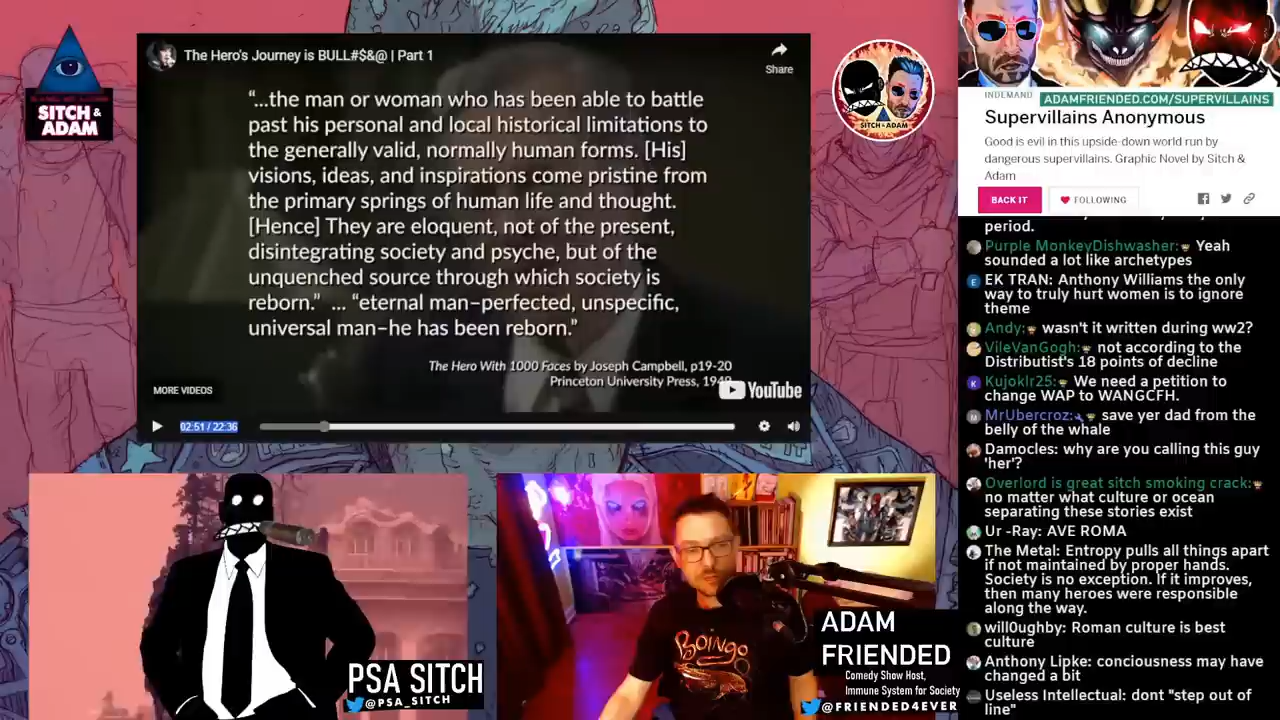 The Hero's Journey is BULL#$&@ | Part 1
Share
“...the man or woman who has been able to battle
past his personal and local historical limitations to
the generally valid, normally human forms. [His]
visions, ideas, and inspirations come pristine from
the primary springs of human life and thought.
[Hence] They are eloquent, not of the present,
disintegrating society and psyche, but of the
unquenched source through which society is
reborn.” ... “eternal man–perfected, unspecific,
universal man–he has been reborn.”
The Hero With 1000 Faces by Joseph Campbell, p19-20
Princeton University Press, 1949
MORE VIDEOS
YouTube
02:51 / 22:36
SITCH &
ADAM
SITCH & ADAM
PSA SITCH
@PSA_SITCH
BOINGO
ADAM
FRIENDED
Comedy Show Host,
Immune System for Society
@FRIENDED4EVER
INDEMAND
ADAMFRIENDED.COM/SUPERVILLAINS
Supervillains Anonymous
Good is evil in this upside-down world run by
dangerous supervillains. Graphic Novel by Sitch &
Adam
BACK IT
FOLLOWING
period.
Purple MonkeyDishwasher: Yeah
sounded a lot like archetypes
EK TRAN: Anthony Williams the only
way to truly hurt women is to ignore
theme
Andy: wasn't it written during ww2?
VileVanGogh: not according to the
Distributist's 18 points of decline
Kujoklr25: We need a petition to
change WAP to WANGCFH.
MrUbercroz: save yer dad from the
belly of the whale
Damocles: why are you calling this guy
'her'?
Overlord is great sitch smoking crack:
no matter what culture or ocean
separating these stories exist
Ur -Ray: AVE ROMA
The Metal: Entropy pulls all things apart
if not maintained by proper hands.
Society is no exception. If it improves,
then many heroes were responsible
along the way.
will0ughby: Roman culture is best
culture
Anthony Lipke: conciousness may have
changed a bit
Useless Intellectual: dont "step out of
line"